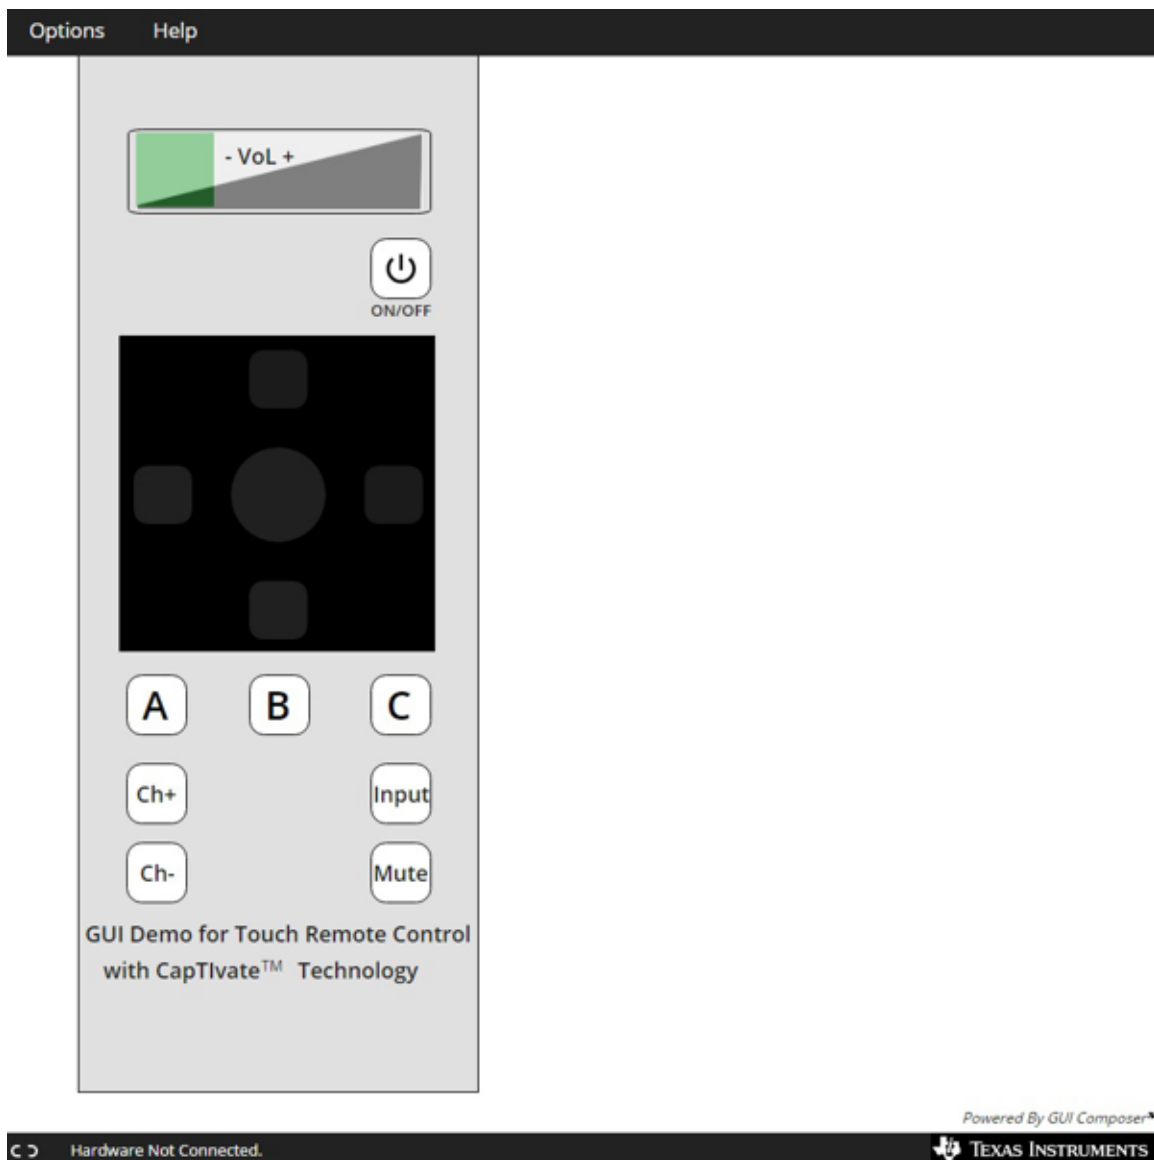 Options Help
- VoL +
ON/OFF
A B C
Ch+ Input
Ch- Mute
GUI Demo for Touch Remote Control
with CapTIvate™ Technology
Powered By GUI Composer
Hardware Not Connected. TEXAS INSTRUMENTS